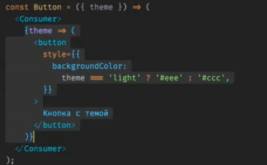 const Button = ({ theme }) => (
<Consumer>
{theme => (
<button
style={{
backgroundColor:
theme === 'light' ? '#eee' : '#ccc',
}}
>
Кнопка с темой
</button>
)}
</Consumer>
);